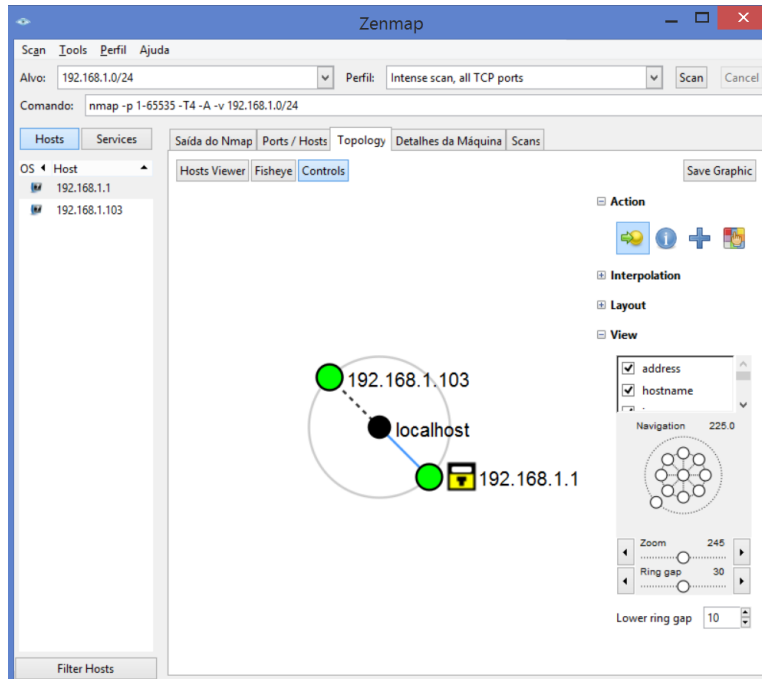 Zenmap
Scan Tools Perfil Ajuda
Alvo: 192.168.1.0/24 Perfil: Intense scan, all TCP ports Scan Cancel
Comando: nmap -p 1-65535 -T4 -A -v 192.168.1.0/24
Hosts Services Saída do Nmap Ports / Hosts Topology Detalhes da Máquina Scans
OS Host
192.168.1.1
192.168.1.103
Hosts Viewer Fisheye Controls Save Graphic
Action
Interpolation
Layout
View
address
hostname
Navigation 225.0
Zoom 245
Ring gap 30
Lower ring gap 10
192.168.1.103
localhost
192.168.1.1
Filter Hosts